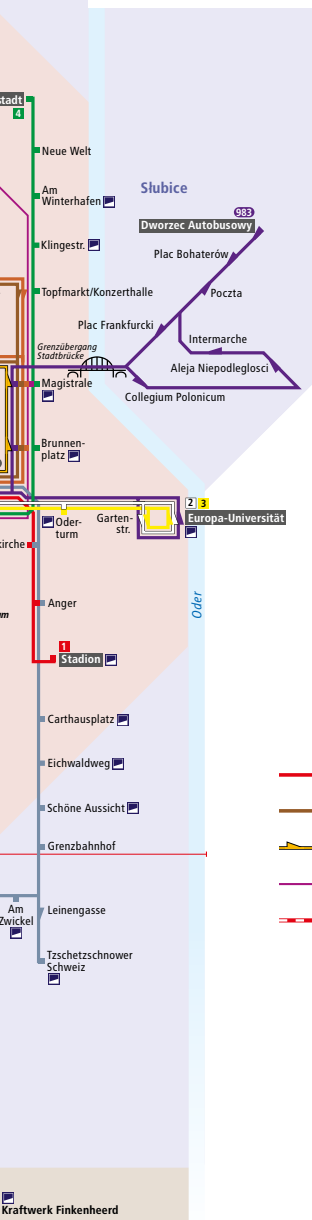 stadt
4
Neue Welt
Am
Winterhafen
Słubice
983
Dworzec Autobusowy
Klingestr.
Plac Bohaterów
Topfmarkt/Konzerthalle
Poczta
Plac Frankfurcki
Intermarche
Grenzübergang
Stadtbrücke
Aleja Niepodleglosci
Magistrale
Collegium Polonicum
Brunnen-
platz
2 3
Europa-Universität
Garten-
str.
Oder-
turm
kirche
Anger
Oder
um
1
Stadion
Carthausplatz
Eichwaldweg
Schöne Aussicht
Grenzbahnhof
Am
Zwickel
Leinengasse
Tzschetzschnower
Schweiz
Kraftwerk Finkenheerd